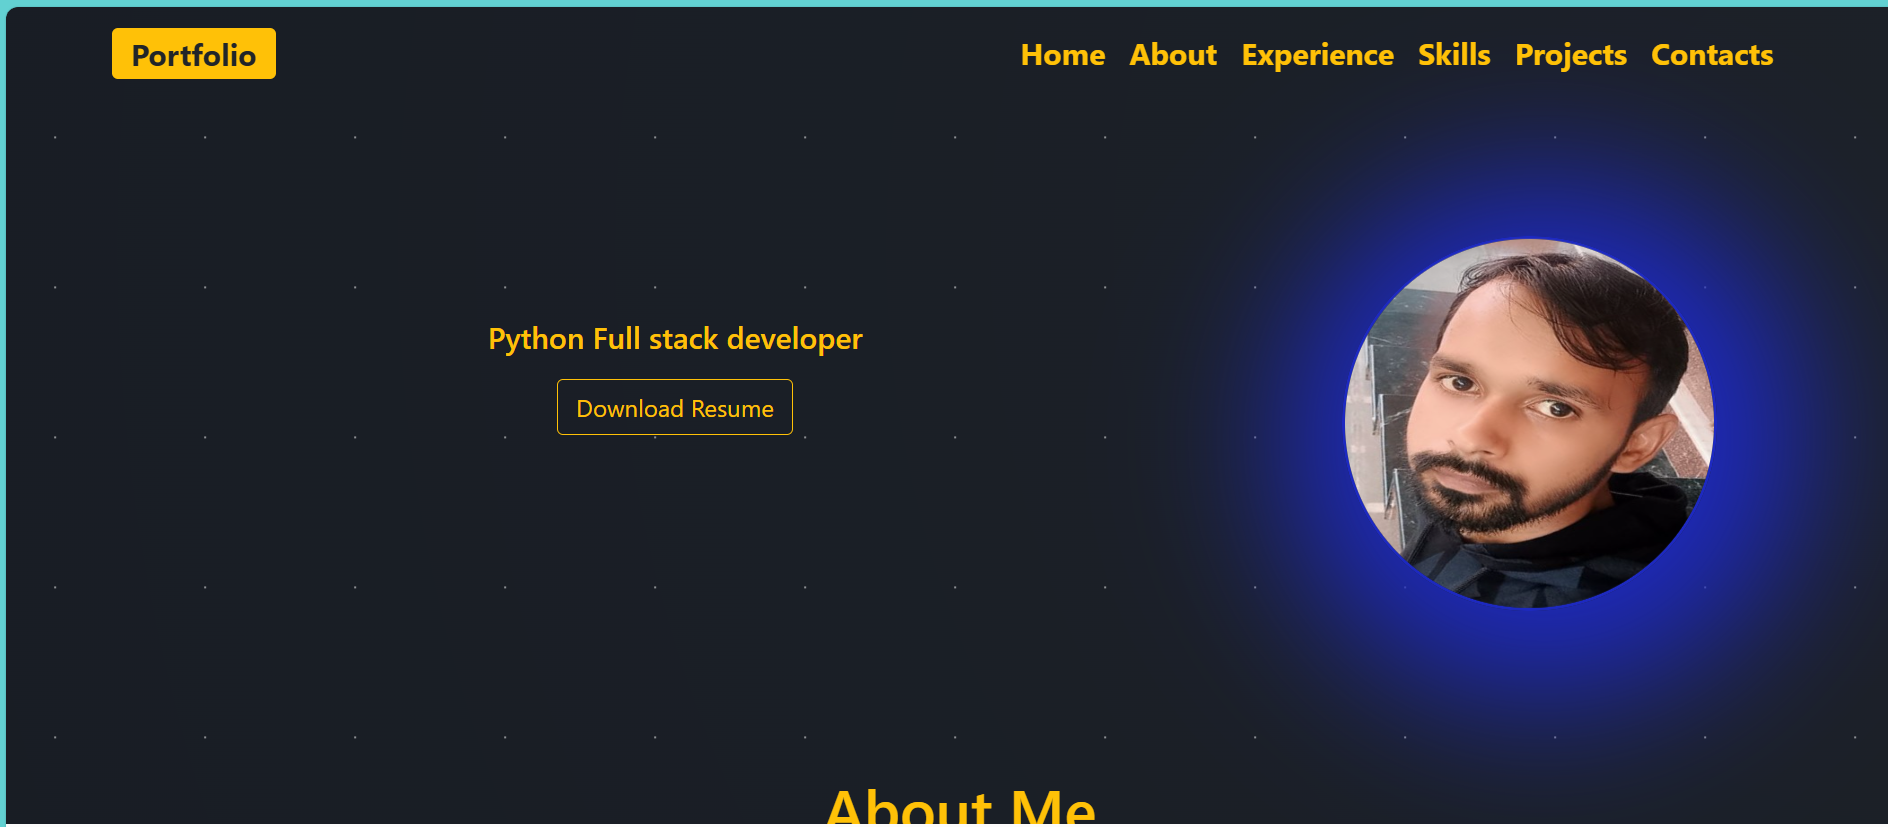 Portfolio
Home About Experience Skills Projects Contacts
Python Full stack developer
Download Resume
About Me